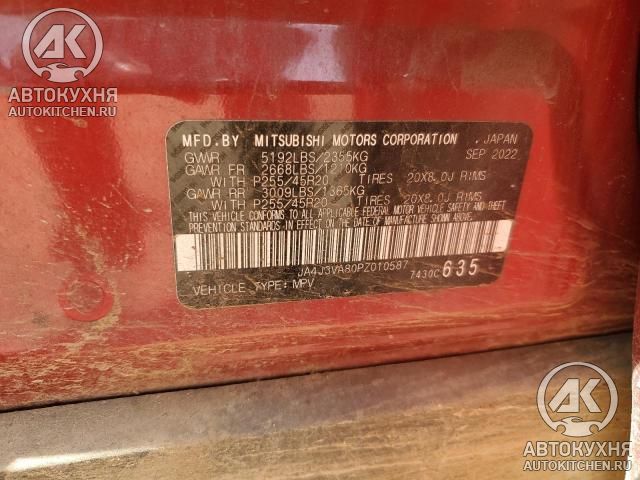 АК
АВТОКУХНЯ
AUTOKITCHEN.RU
MFD.BY MITSUBISHI MOTORS CORPORATION , JAPAN
GVWR 5192LBS/2355KG SEP 2022
GAWR FR 2668LBS/1210KG
WITH P255/45R20 TIRES 20X8.0J RIMS
GAWR RR 3009LBS/1365KG
WITH P255/45R20 TIRES 20X8.0J RIMS
THIS VEHICLE CONFORMS TO ALL APPLICABLE FEDERAL MOTOR VEHICLE SAFETY AND THEFT
PREVENTION STANDARDS IN EFFECT ON THE DATE OF MANUFACTURE SHOWN ABOVE.
JA4J3VA80PZ010587
7430C 635
VEHICLE TYPE: MPV
АК
АВТОКУХНЯ
AUTOKITCHEN.RU